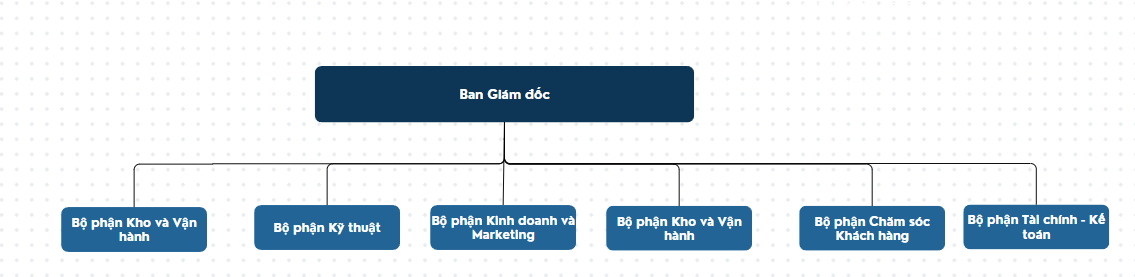 Ban Giám đốc
Bộ phận Kho và Vận
hành
Bộ phận Kỹ thuật
Bộ phận Kinh doanh và
Marketing
Bộ phận Kho và Vận
hành
Bộ phận Chăm sóc
Khách hàng
Bộ phận Tài chính - Kế
toán